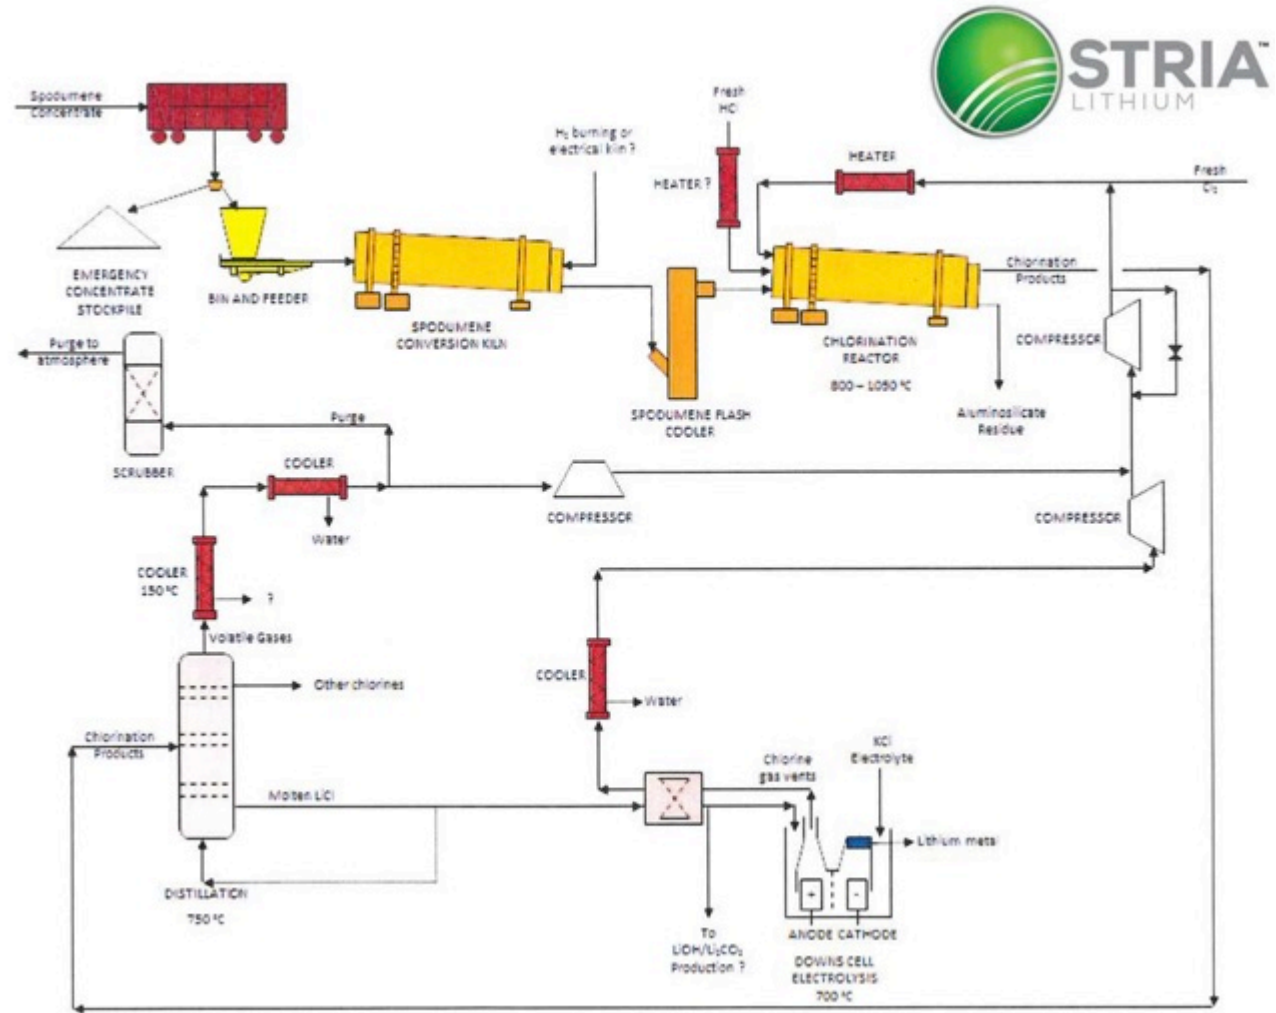 STRIA™
LITHIUM
Spodumene
Concentrate
Fresh
HCl
H₂ burning or
electrical kiln ?
HEATER ?
HEATER
Fresh
Cl₂
EMERGENCY
CONCENTRATE
STOCKPILE
BIN AND FEEDER
SPODUMENE
CONVERSION KILN
Chlorination
Products
CHLORINATION
REACTOR
800 – 1050 °C
COMPRESSOR
Purge to
atmosphere
SPODUMENE FLASH
COOLER
Aluminosilicate
Residue
Purge
SCRUBBER
COOLER
Water
COMPRESSOR
COMPRESSOR
COOLER
150 °C
?
Volatile Gases
COOLER
Water
Other chlorines
Chlorination
Products
Chlorine
gas vents
KCl
Electrolyte
Molten LiCl
Lithium metal
DISTILLATION
750 °C
+
-
To
LiOH/Li₂CO₃
Production ?
ANODE CATHODE
DOWNS CELL
ELECTROLYSIS
700 °C